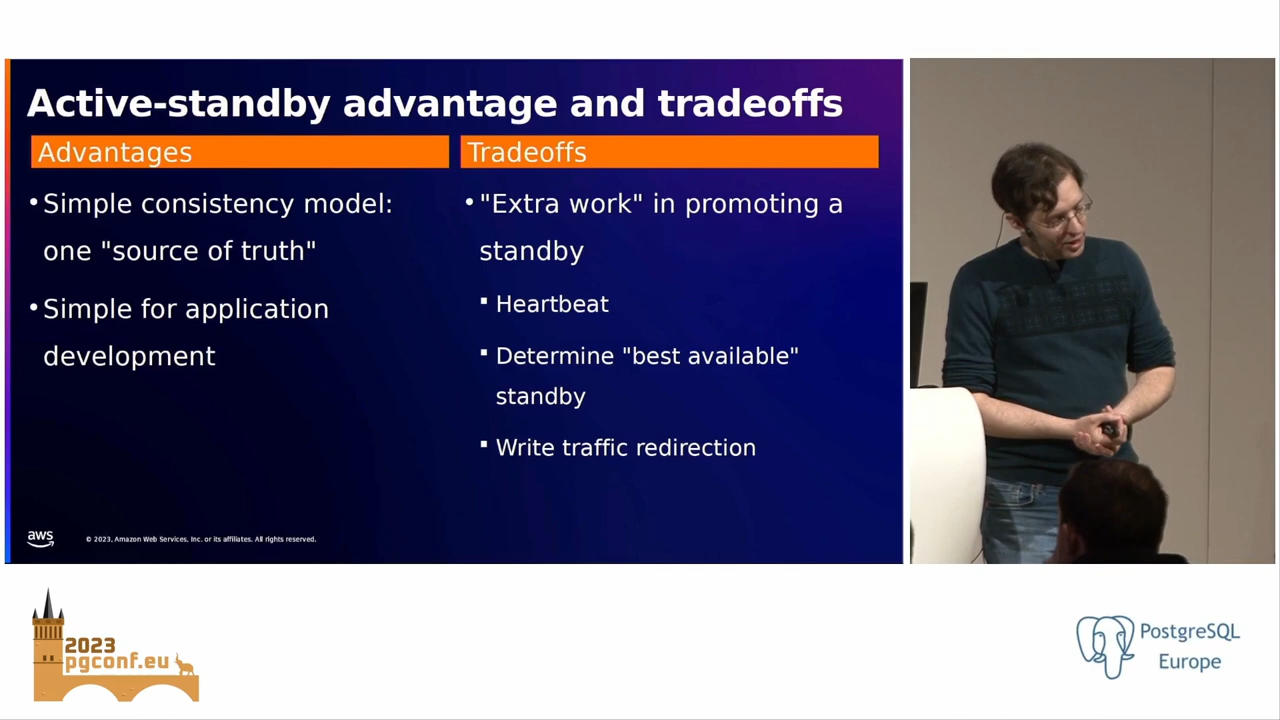 Active-standby advantage and tradeoffs
Advantages
• Simple consistency model:
one "source of truth"
• Simple for application
development
Tradeoffs
• "Extra work" in promoting a
standby
▪ Heartbeat
▪ Determine "best available"
standby
▪ Write traffic redirection
aws
© 2023, Amazon Web Services, Inc. or its affiliates. All rights reserved.
2023
pgconf.eu
PostgreSQL
Europe